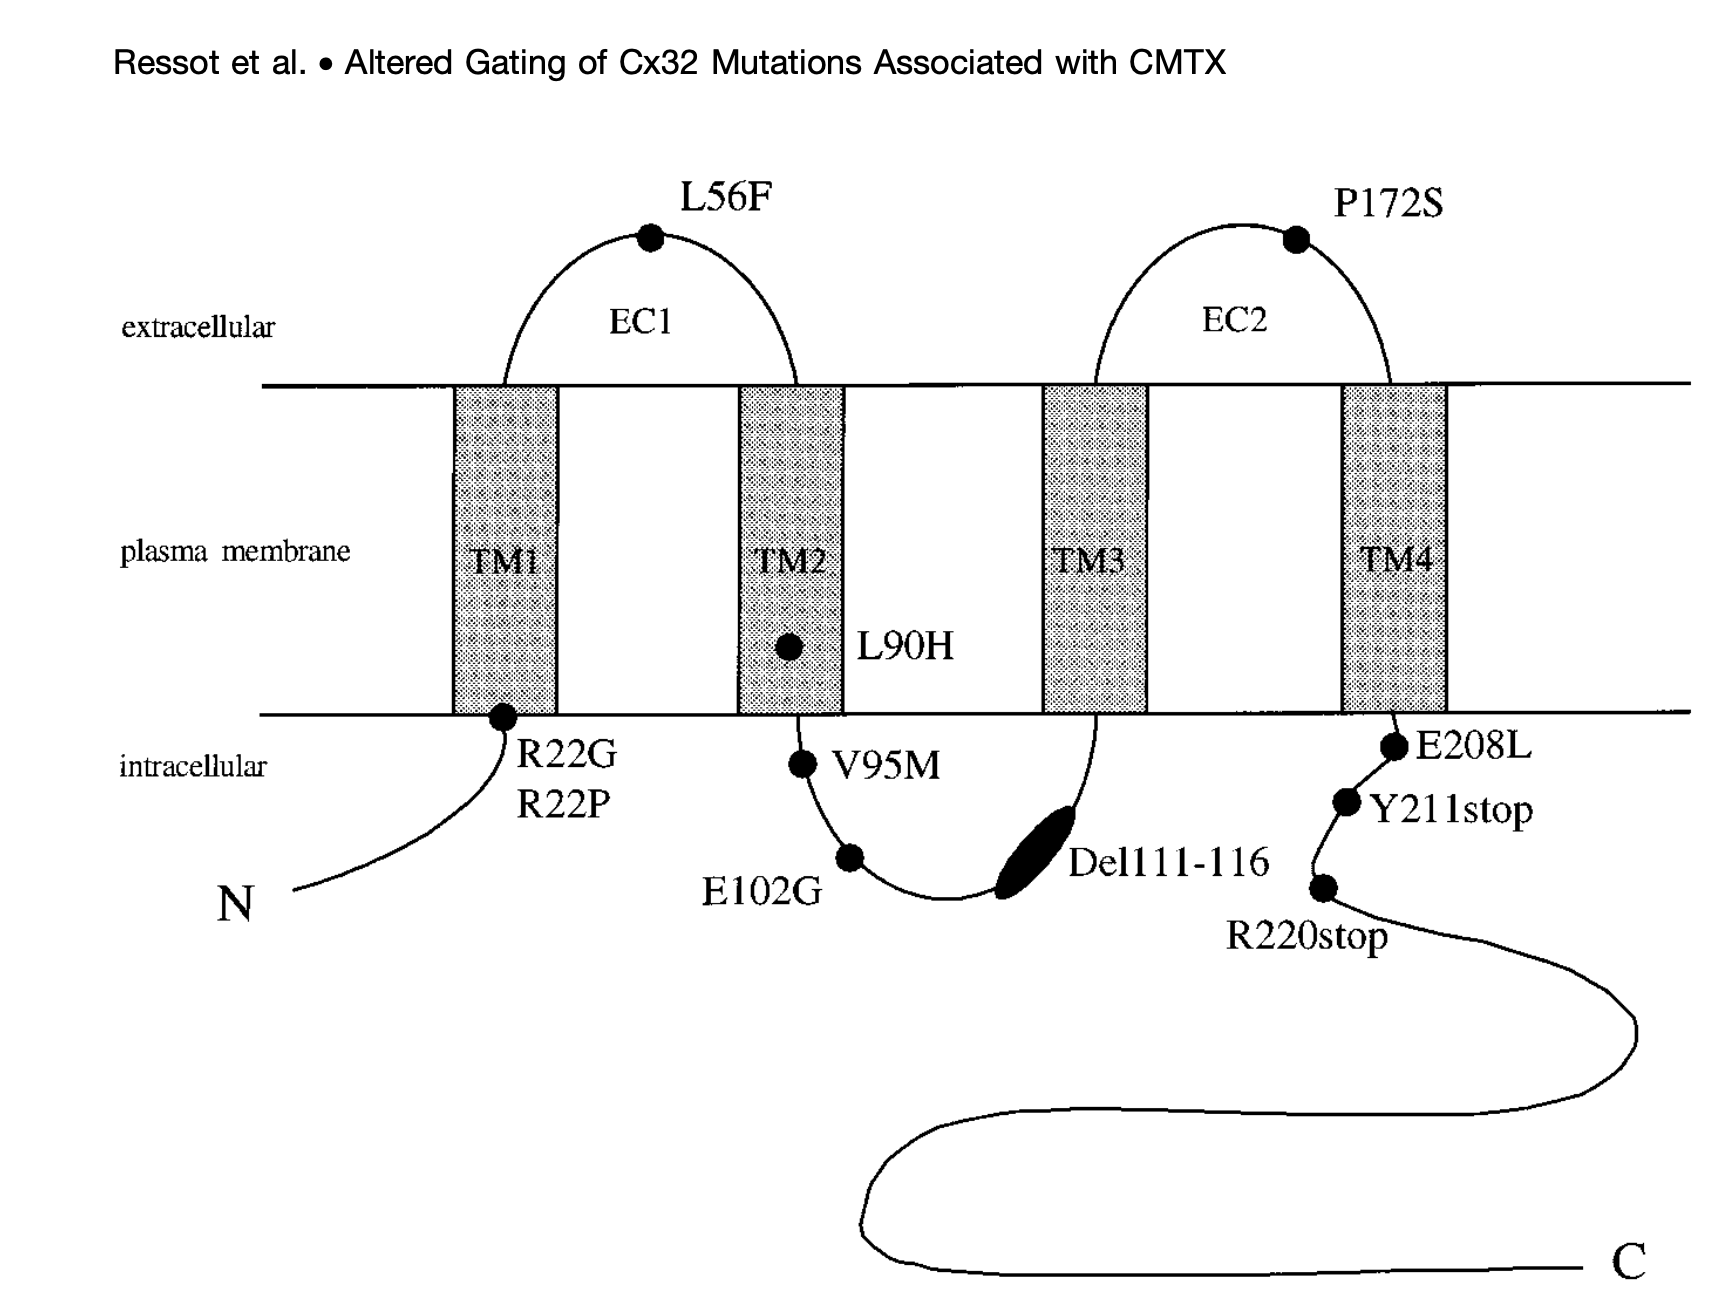 Ressot et al. • Altered Gating of Cx32 Mutations Associated with CMTX
L56F
P172S
extracellular
EC1
EC2
plasma membrane
TM1
TM2
TM3
TM4
L90H
intracellular
R22G
R22P
V95M
E102G
Del111-116
E208L
Y211stop
R220stop
N
C